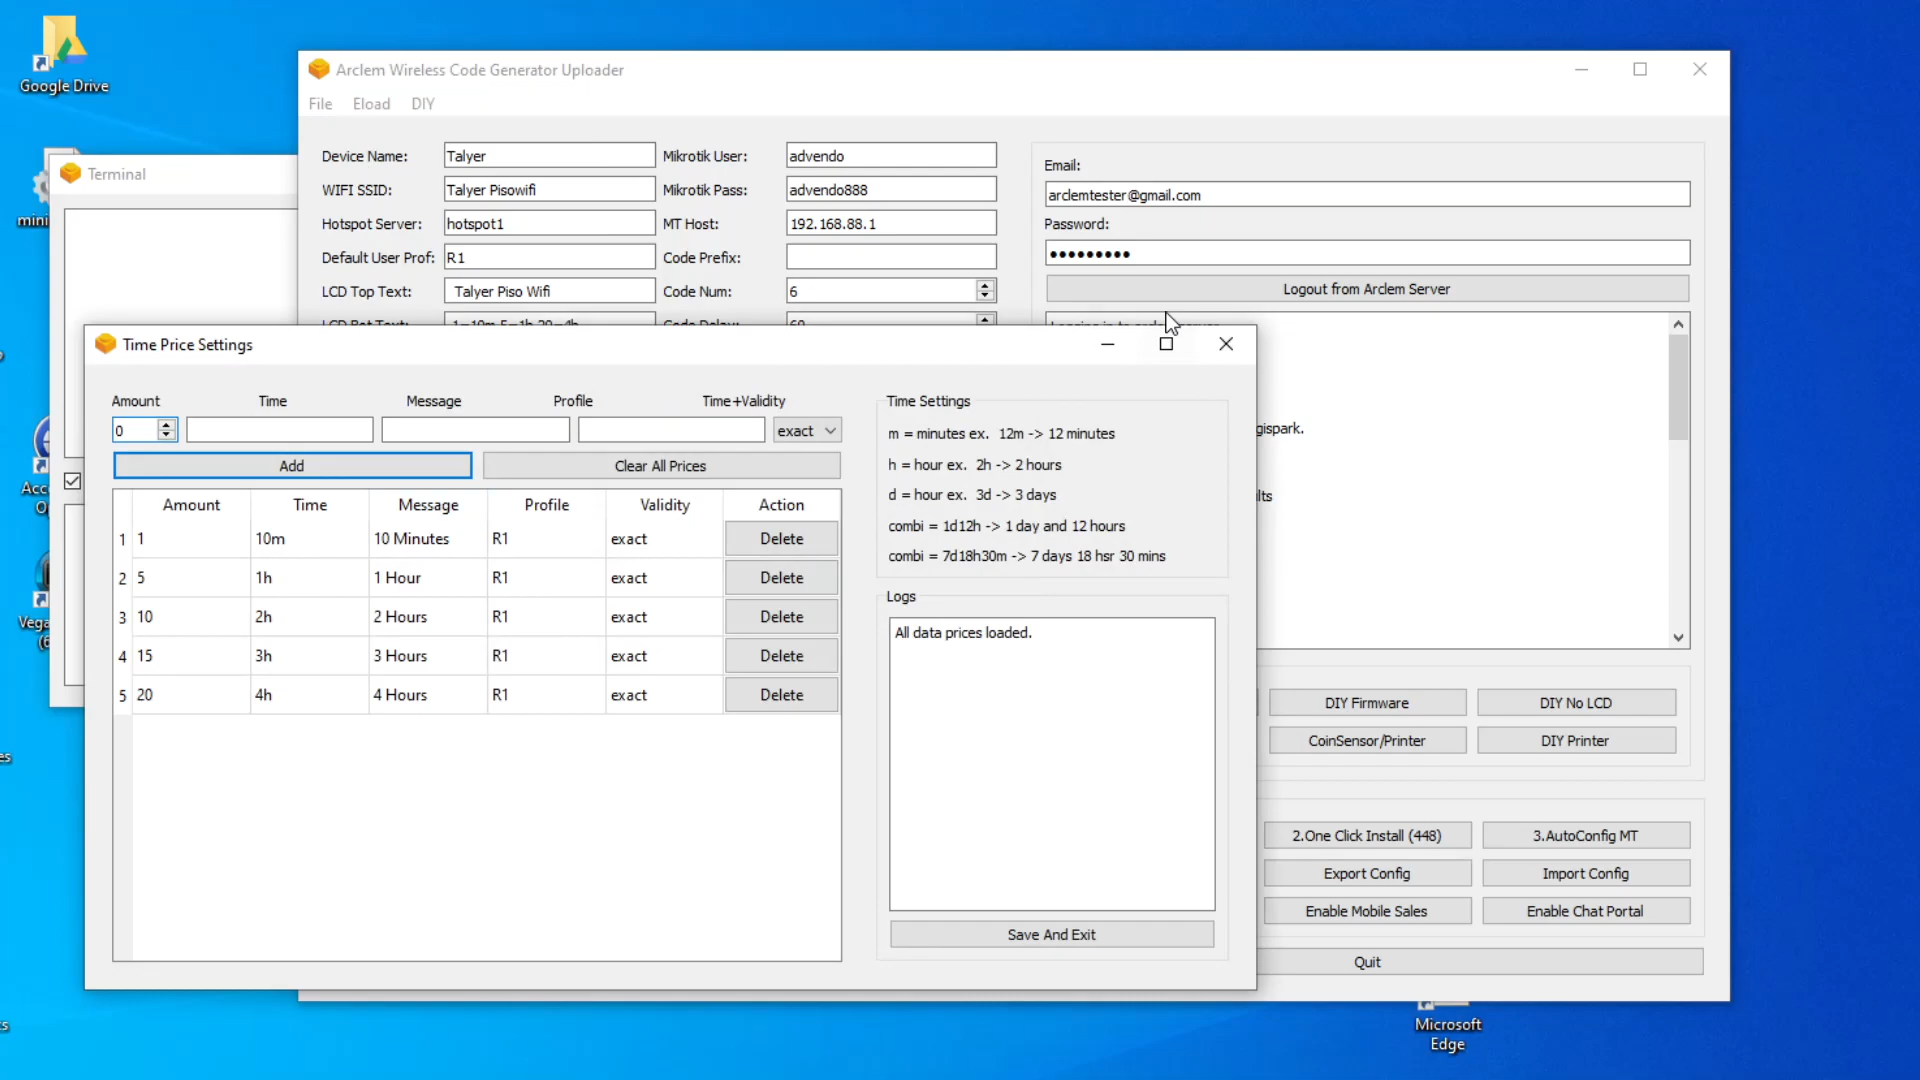 Google Drive
Arclem Wireless Code Generator Uploader
File Eload DIY
Terminal
mini
Device Name: Talyer Mikrotik User: advendo
WIFI SSID: Talyer Pisowifi Mikrotik Pass: advendo888
Hotspot Server: hotspot1 MT Host: 192.168.88.1
Default User Prof: R1 Code Prefix:
LCD Top Text: Talyer Piso Wifi Code Num: 6
Email:
arclemtester@gmail.com
Password:
●●●●●●●●●
Logout from Arclem Server
gispark.
lts
Time Price Settings
Amount Time Message Profile Time+Validity
0 exact
Add Clear All Prices
Amount Time Message Profile Validity Action
1 1 10m 10 Minutes R1 exact Delete
2 5 1h 1 Hour R1 exact Delete
3 10 2h 2 Hours R1 exact Delete
4 15 3h 3 Hours R1 exact Delete
5 20 4h 4 Hours R1 exact Delete
Time Settings
m = minutes ex. 12m -> 12 minutes
h = hour ex. 2h -> 2 hours
d = hour ex. 3d -> 3 days
combi = 1d12h -> 1 day and 12 hours
combi = 7d18h30m -> 7 days 18 hsr 30 mins
Logs
All data prices loaded.
Save And Exit
DIY Firmware DIY No LCD
CoinSensor/Printer DIY Printer
2.One Click Install (448) 3.AutoConfig MT
Export Config Import Config
Enable Mobile Sales Enable Chat Portal
Quit
Acc
Op
Vega
(6
es
ts
Microsoft
Edge